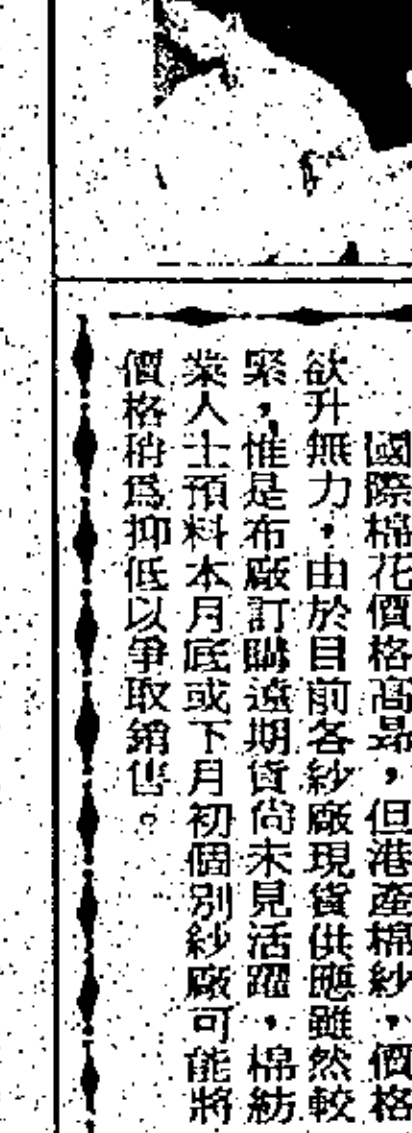 國際棉花價格高昻，但港產棉紗，價格
欲升無力，由於目前各紗廠現貨供應雖然較
緊，惟是布廠訂購遠期貨尚未見活躍，棉紡
業人士預料本月底或下月初個別紗廠可能將
價格稍爲抑低以爭取銷售。